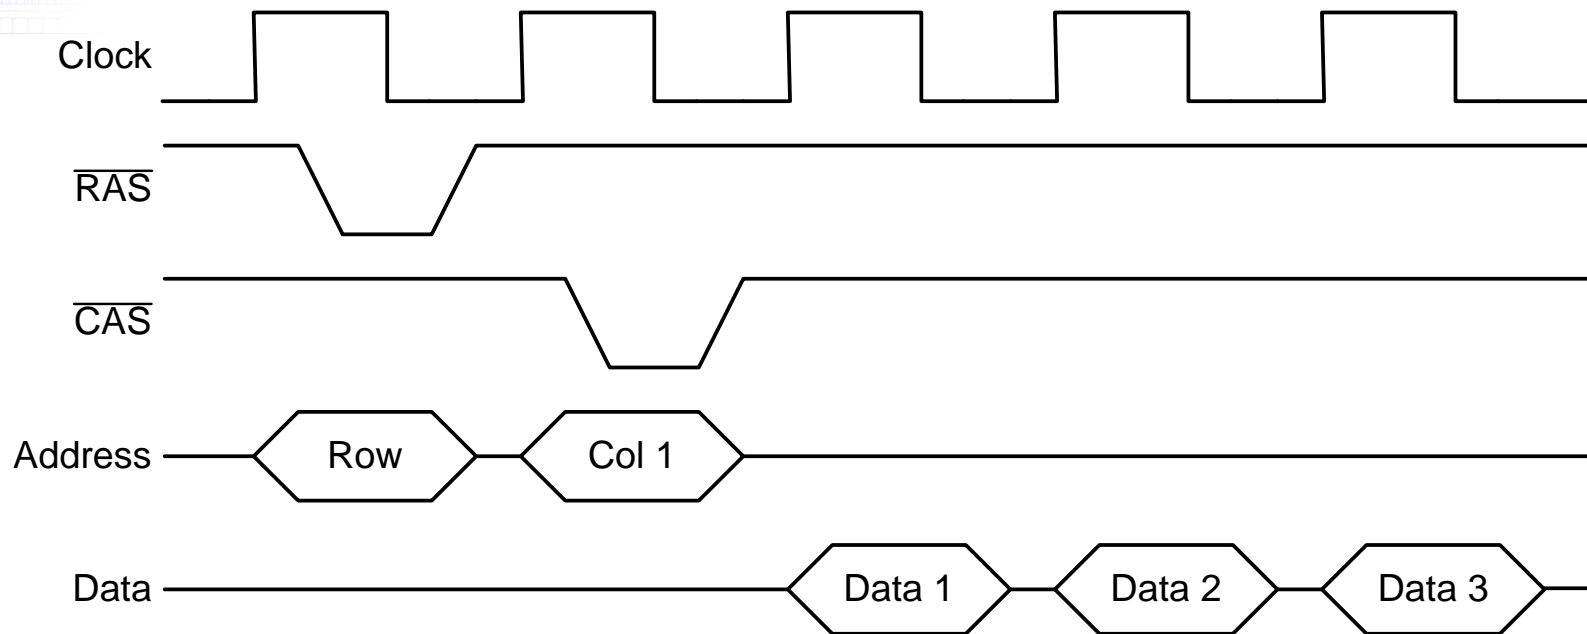 Clock
RAS
CAS
Address Row Col 1
Data Data 1 Data 2 Data 3